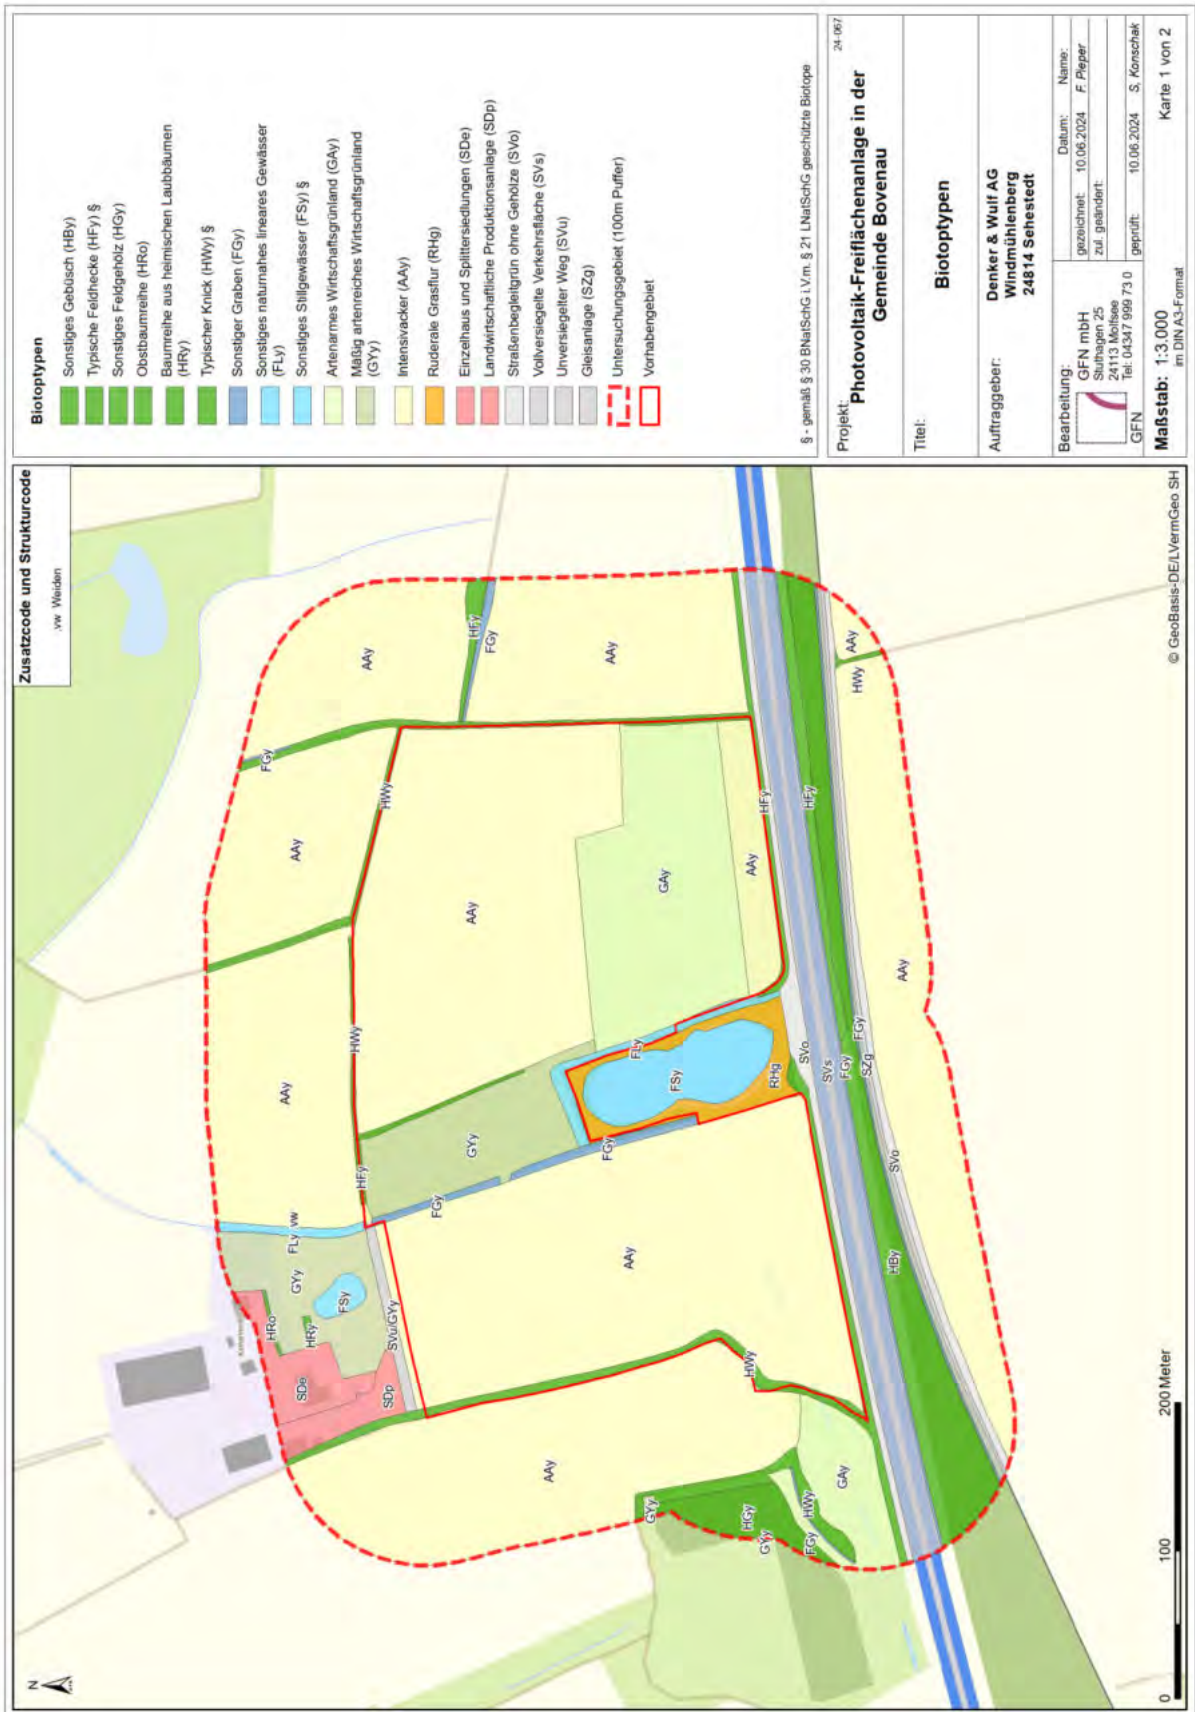 Zusatzcode und Strukturcode
.vw Weiden
N
AAy
AAy
AAy
AAy
AAy
AAy
AAy
AAy
AAy
AAy
AAy
FGy
HFy
FGy
HWy
HWy
HFy
HWy
HWy
HWy
GAy
GAy
HFy
HFy
FLy
FSy
RHg
FGy
FGy
GYy
FLy .vw
GYy
FSy
HRo
HRy
SDe
SDp
SVu/GYy
SVo
SVs
FGy
SZg
FGy
SVo
HBy
GYy
HGy
GYy
FGy
0
100
200 Meter
© GeoBasis-DE/LVermGeo SH
Biotoptypen
Sonstiges Gebüsch (HBy)
Typische Feldhecke (HFy) §
Sonstiges Feldgehölz (HGy)
Obstbaumreihe (HRo)
Baumreihe aus heimischen Laubbäumen
(HRy)
Typischer Knick (HWy) §
Sonstiger Graben (FGy)
Sonstiges naturnahes lineares Gewässer
(FLy)
Sonstiges Stillgewässer (FSy) §
Artenarmes Wirtschaftsgrünland (GAy)
Mäßig artenreiches Wirtschaftsgrünland
(GYy)
Intensivacker (AAy)
Ruderale Grasflur (RHg)
Einzelhaus und Splittersiedlungen (SDe)
Landwirtschaftliche Produktionsanlage (SDp)
Straßenbegleitgrün ohne Gehölze (SVo)
Vollversiegelte Verkehrsfläche (SVs)
Unversiegelter Weg (SVu)
Gleisanlage (SZg)
Untersuchungsgebiet (100m Puffer)
Vorhabengebiet
§ - gemäß § 30 BNatSchG i.V.m. § 21 LNatSchG geschützte Biotope
Projekt:
24-067
Photovoltaik-Freiflächenanlage in der
Gemeinde Bovenau
Titel:
Biotoptypen
Auftraggeber:
Denker & Wulf AG
Windmühlenberg
24814 Sehestedt
Bearbeitung:
GFN
GFN mbH
Stuthagen 25
24113 Molfsee
Tel: 04347 999 73 0
Datum: Name:
gezeichnet: 10.06.2024 F. Pieper
zul. geändert:
geprüft: 10.06.2024 S. Konschak
Maßstab: 1:3.000
im DIN A3-Format
Karte 1 von 2